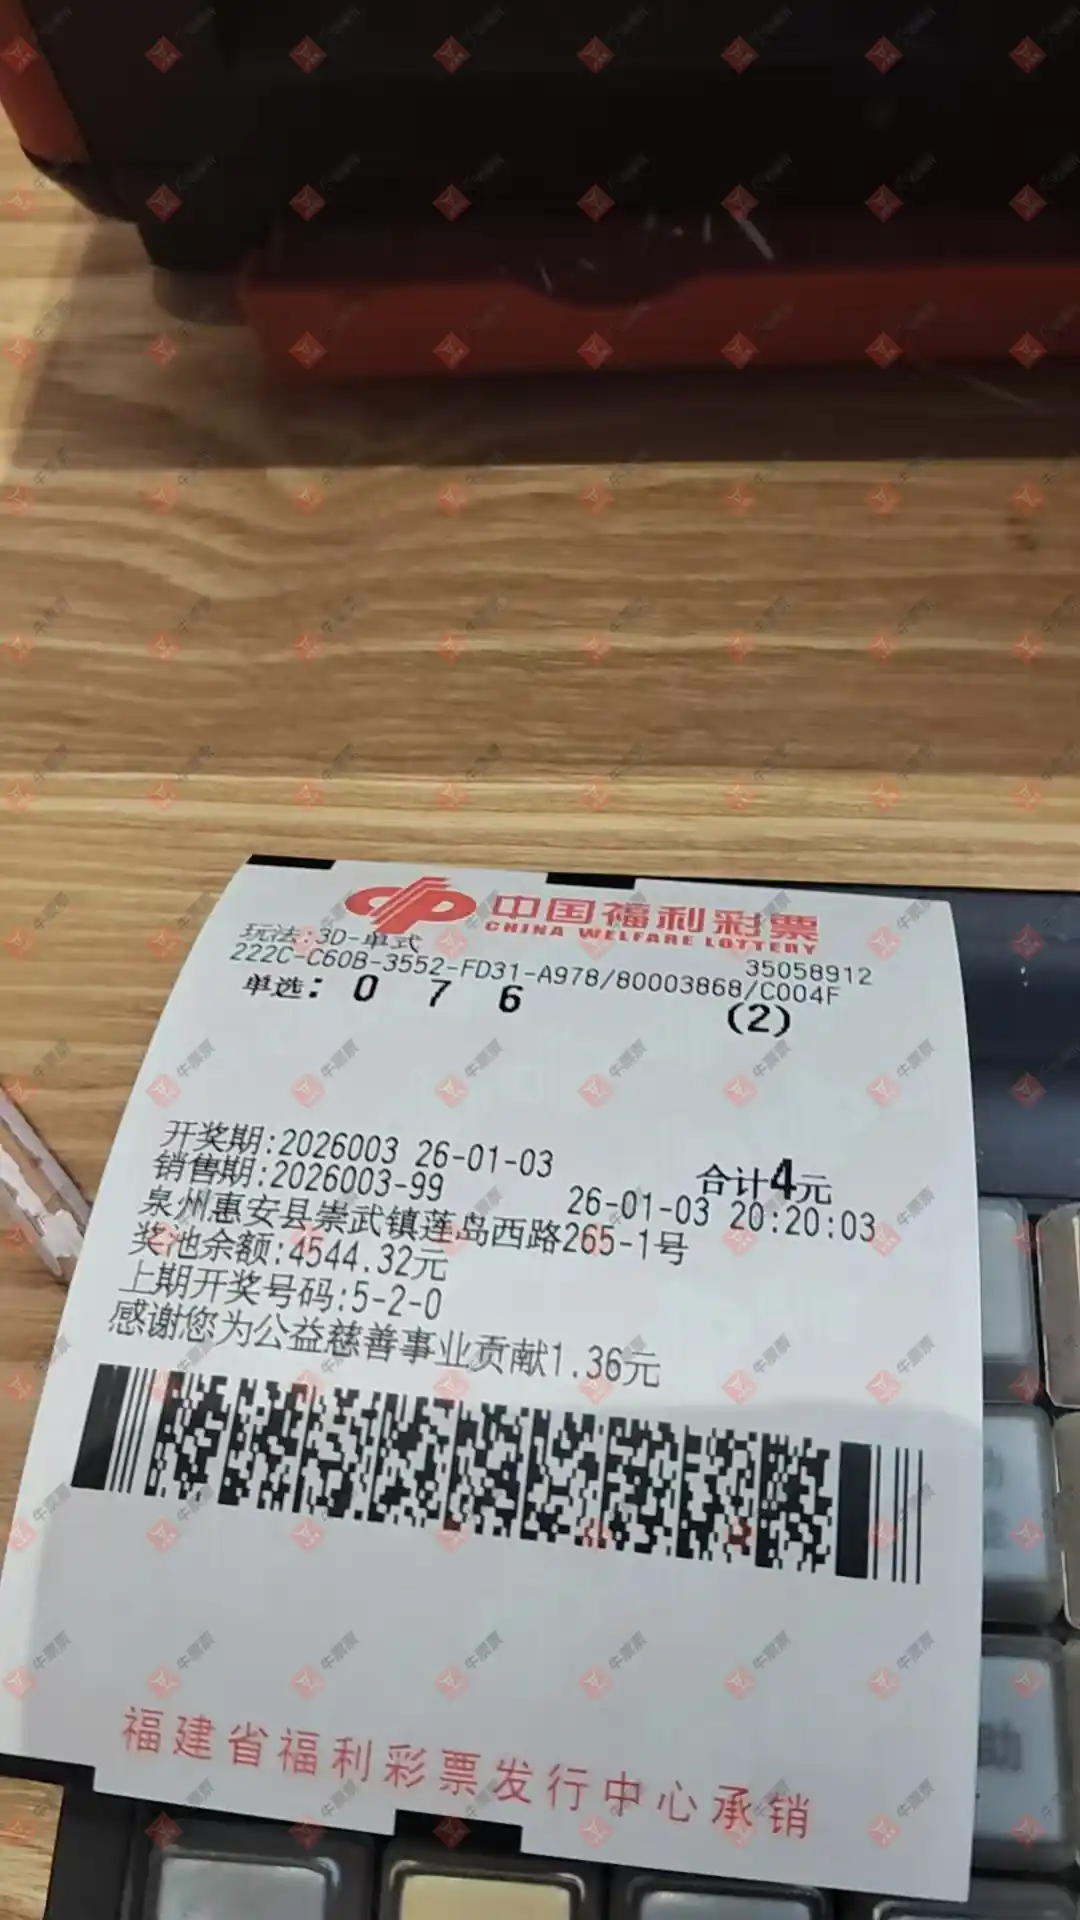 中国福利彩票
CHINA WELFARE LOTTERY
玩法:3D-单式
35058912
222C-C60B-3552-FD31-A978/80003868/C004F
单选: 0 7 6 (2)
开奖期:2026003 26-01-03
合计4元
销售期:2026003-99
26-01-03 20:20:03
泉州惠安县崇武镇莲岛西路265-1号
奖池余额:4544.32元
上期开奖号码:5-2-0
感谢您为公益慈善事业贡献1.36元
福建省福利彩票发行中心承销
助
牛票票